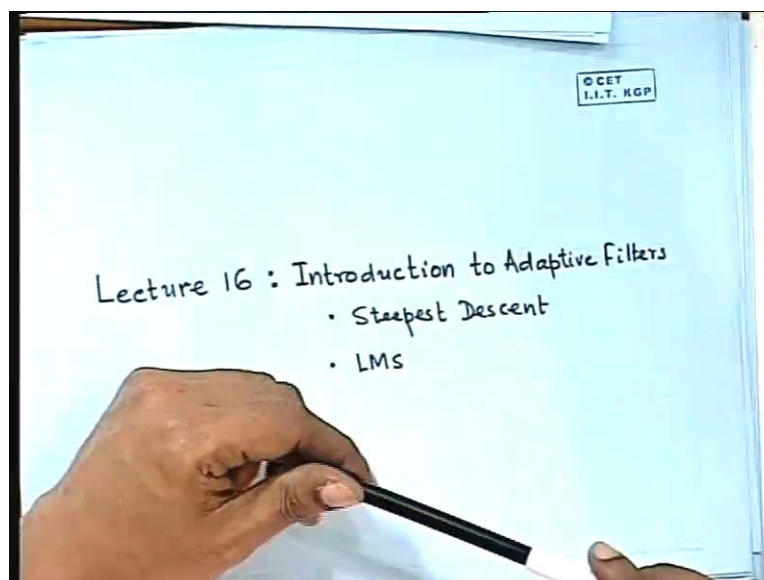 © CET
I.I.T. KGP
Lecture 16 : Introduction to Adaptive Filters
• Steepest Descent
• LMS